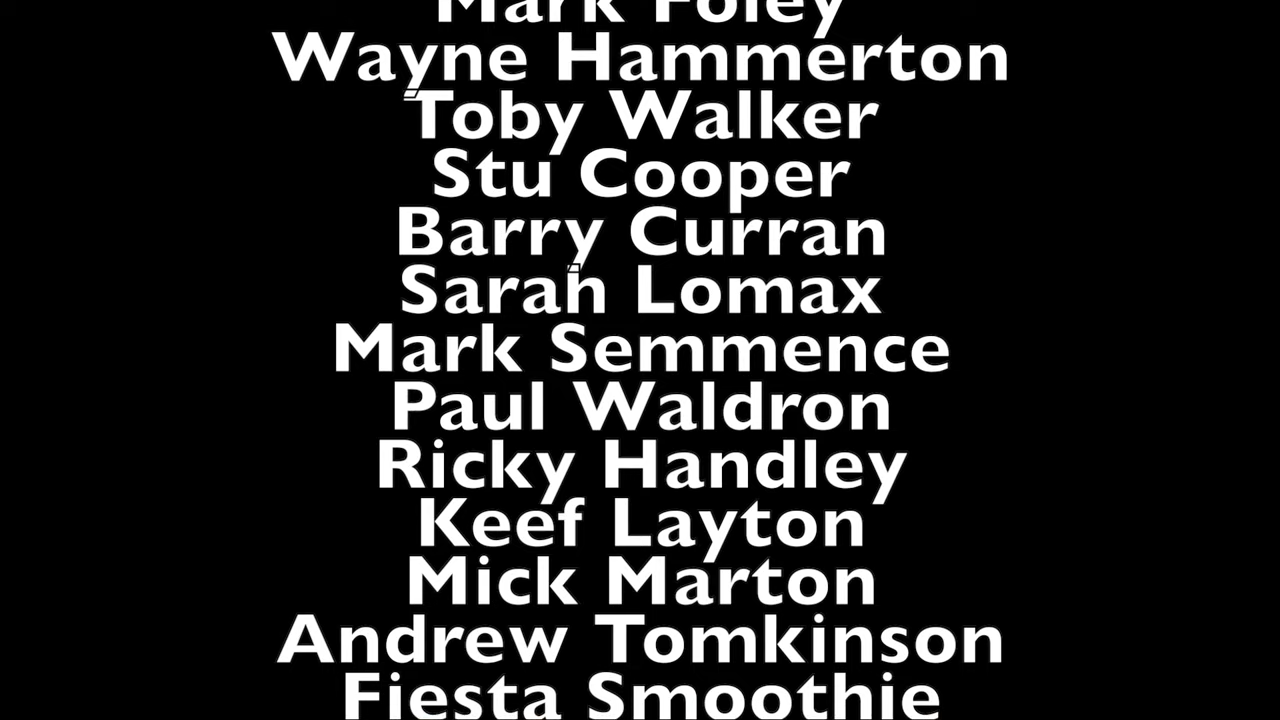 Mark Foley
Wayne Hammerton
Toby Walker
Stu Cooper
Barry Curran
Sarah Lomax
Mark Semmence
Paul Waldron
Ricky Handley
Keef Layton
Mick Marton
Andrew Tomkinson
Fiesta Smoothie